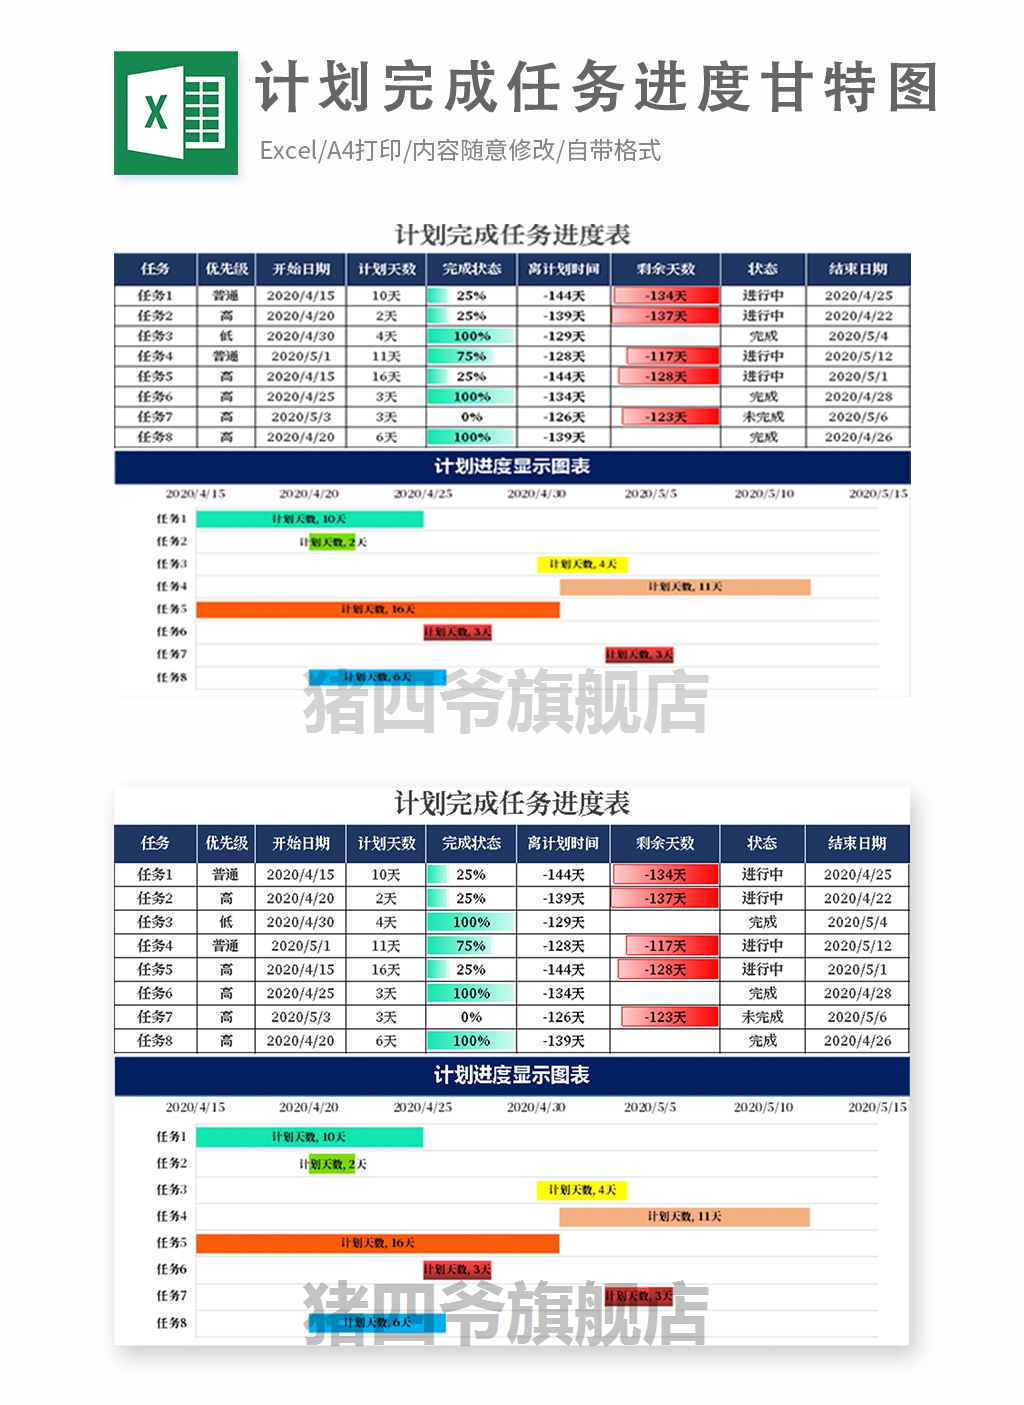 X
计划完成任务进度甘特图
Excel/A4打印/内容随意修改/自带格式
计划完成任务进度表
任务 优先级 开始日期 计划天数 完成状态 离计划时间 剩余天数 状态 结束日期
任务1 普通 2020/4/15 10天 25% -144天 -134天 进行中 2020/4/25
任务2 高 2020/4/20 2天 25% -139天 -137天 进行中 2020/4/22
任务3 低 2020/4/30 4天 100% -129天 完成 2020/5/4
任务4 普通 2020/5/1 11天 75% -128天 -117天 进行中 2020/5/12
任务5 高 2020/4/15 16天 25% -144天 -128天 进行中 2020/5/1
任务6 高 2020/4/25 3天 100% -134天 完成 2020/4/28
任务7 高 2020/5/3 3天 0% -126天 -123天 未完成 2020/5/6
任务8 高 2020/4/20 6天 100% -139天 完成 2020/4/26
计划进度显示图表
2020/4/15 2020/4/20 2020/4/25 2020/4/30 2020/5/5 2020/5/10 2020/5/15
任务1 计划天数, 10天
任务2 计划天数, 2天
任务3 计划天数, 4天
任务4 计划天数, 11天
任务5 计划天数, 16天
任务6 计划天数, 3天
任务7 计划天数, 3天
任务8 计划天数, 6天
猪四爷旗舰店
计划完成任务进度表
任务 优先级 开始日期 计划天数 完成状态 离计划时间 剩余天数 状态 结束日期
任务1 普通 2020/4/15 10天 25% -144天 -134天 进行中 2020/4/25
任务2 高 2020/4/20 2天 25% -139天 -137天 进行中 2020/4/22
任务3 低 2020/4/30 4天 100% -129天 完成 2020/5/4
任务4 普通 2020/5/1 11天 75% -128天 -117天 进行中 2020/5/12
任务5 高 2020/4/15 16天 25% -144天 -128天 进行中 2020/5/1
任务6 高 2020/4/25 3天 100% -134天 完成 2020/4/28
任务7 高 2020/5/3 3天 0% -126天 -123天 未完成 2020/5/6
任务8 高 2020/4/20 6天 100% -139天 完成 2020/4/26
计划进度显示图表
2020/4/15 2020/4/20 2020/4/25 2020/4/30 2020/5/5 2020/5/10 2020/5/15
任务1 计划天数, 10天
任务2 计划天数, 2天
任务3 计划天数, 4天
任务4 计划天数, 11天
任务5 计划天数, 16天
任务6 计划天数, 3天
任务7 计划天数, 3天
任务8 计划天数, 6天
猪四爷旗舰店